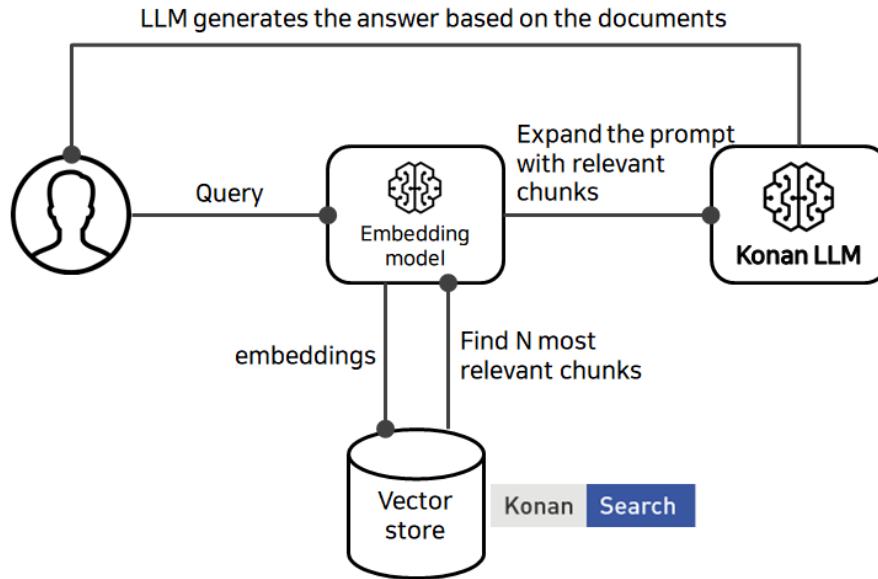 LLM generates the answer based on the documents
Query
Embedding
model
Expand the prompt
with relevant
chunks
Konan LLM
embeddings
Find N most
relevant chunks
Vector
store
Konan Search